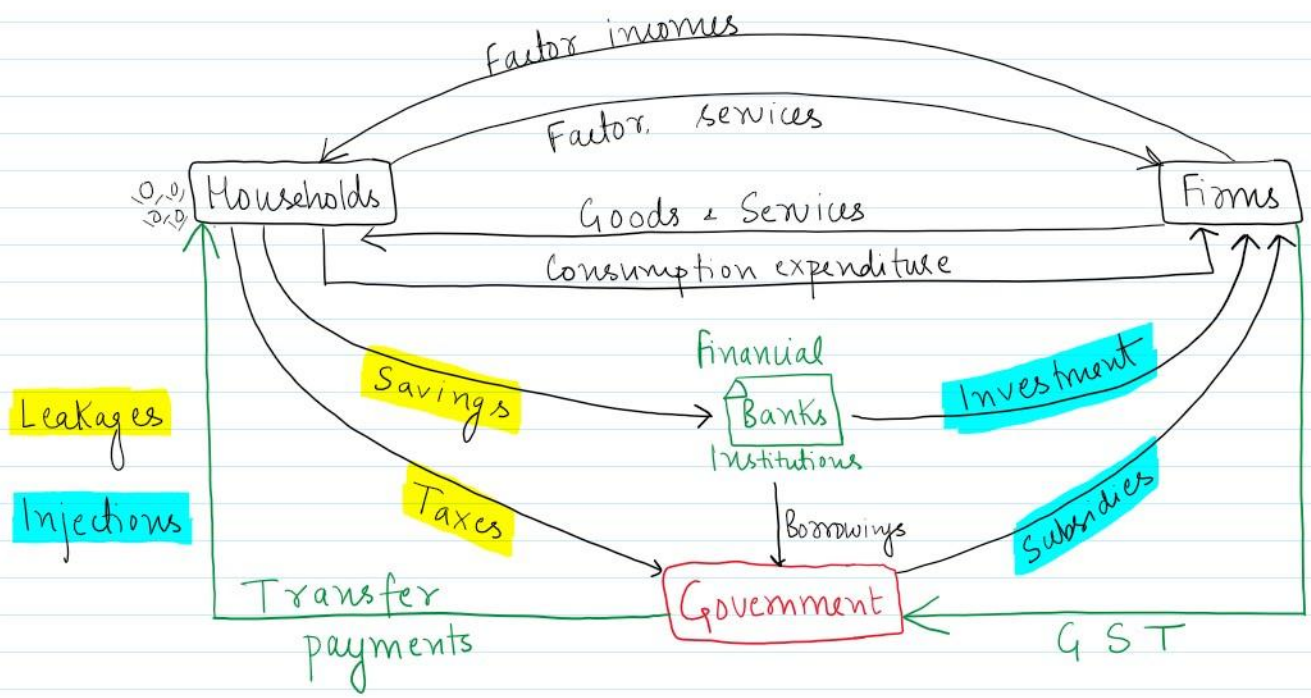 Factor incomes
Factor services
Households
Firms
Goods & Services
Consumption expenditure
Financial
Savings
Investment
Banks
Leakages
Institutions
Taxes
Subsidies
Injections
Borrowings
Transfer
Government
payments
GST